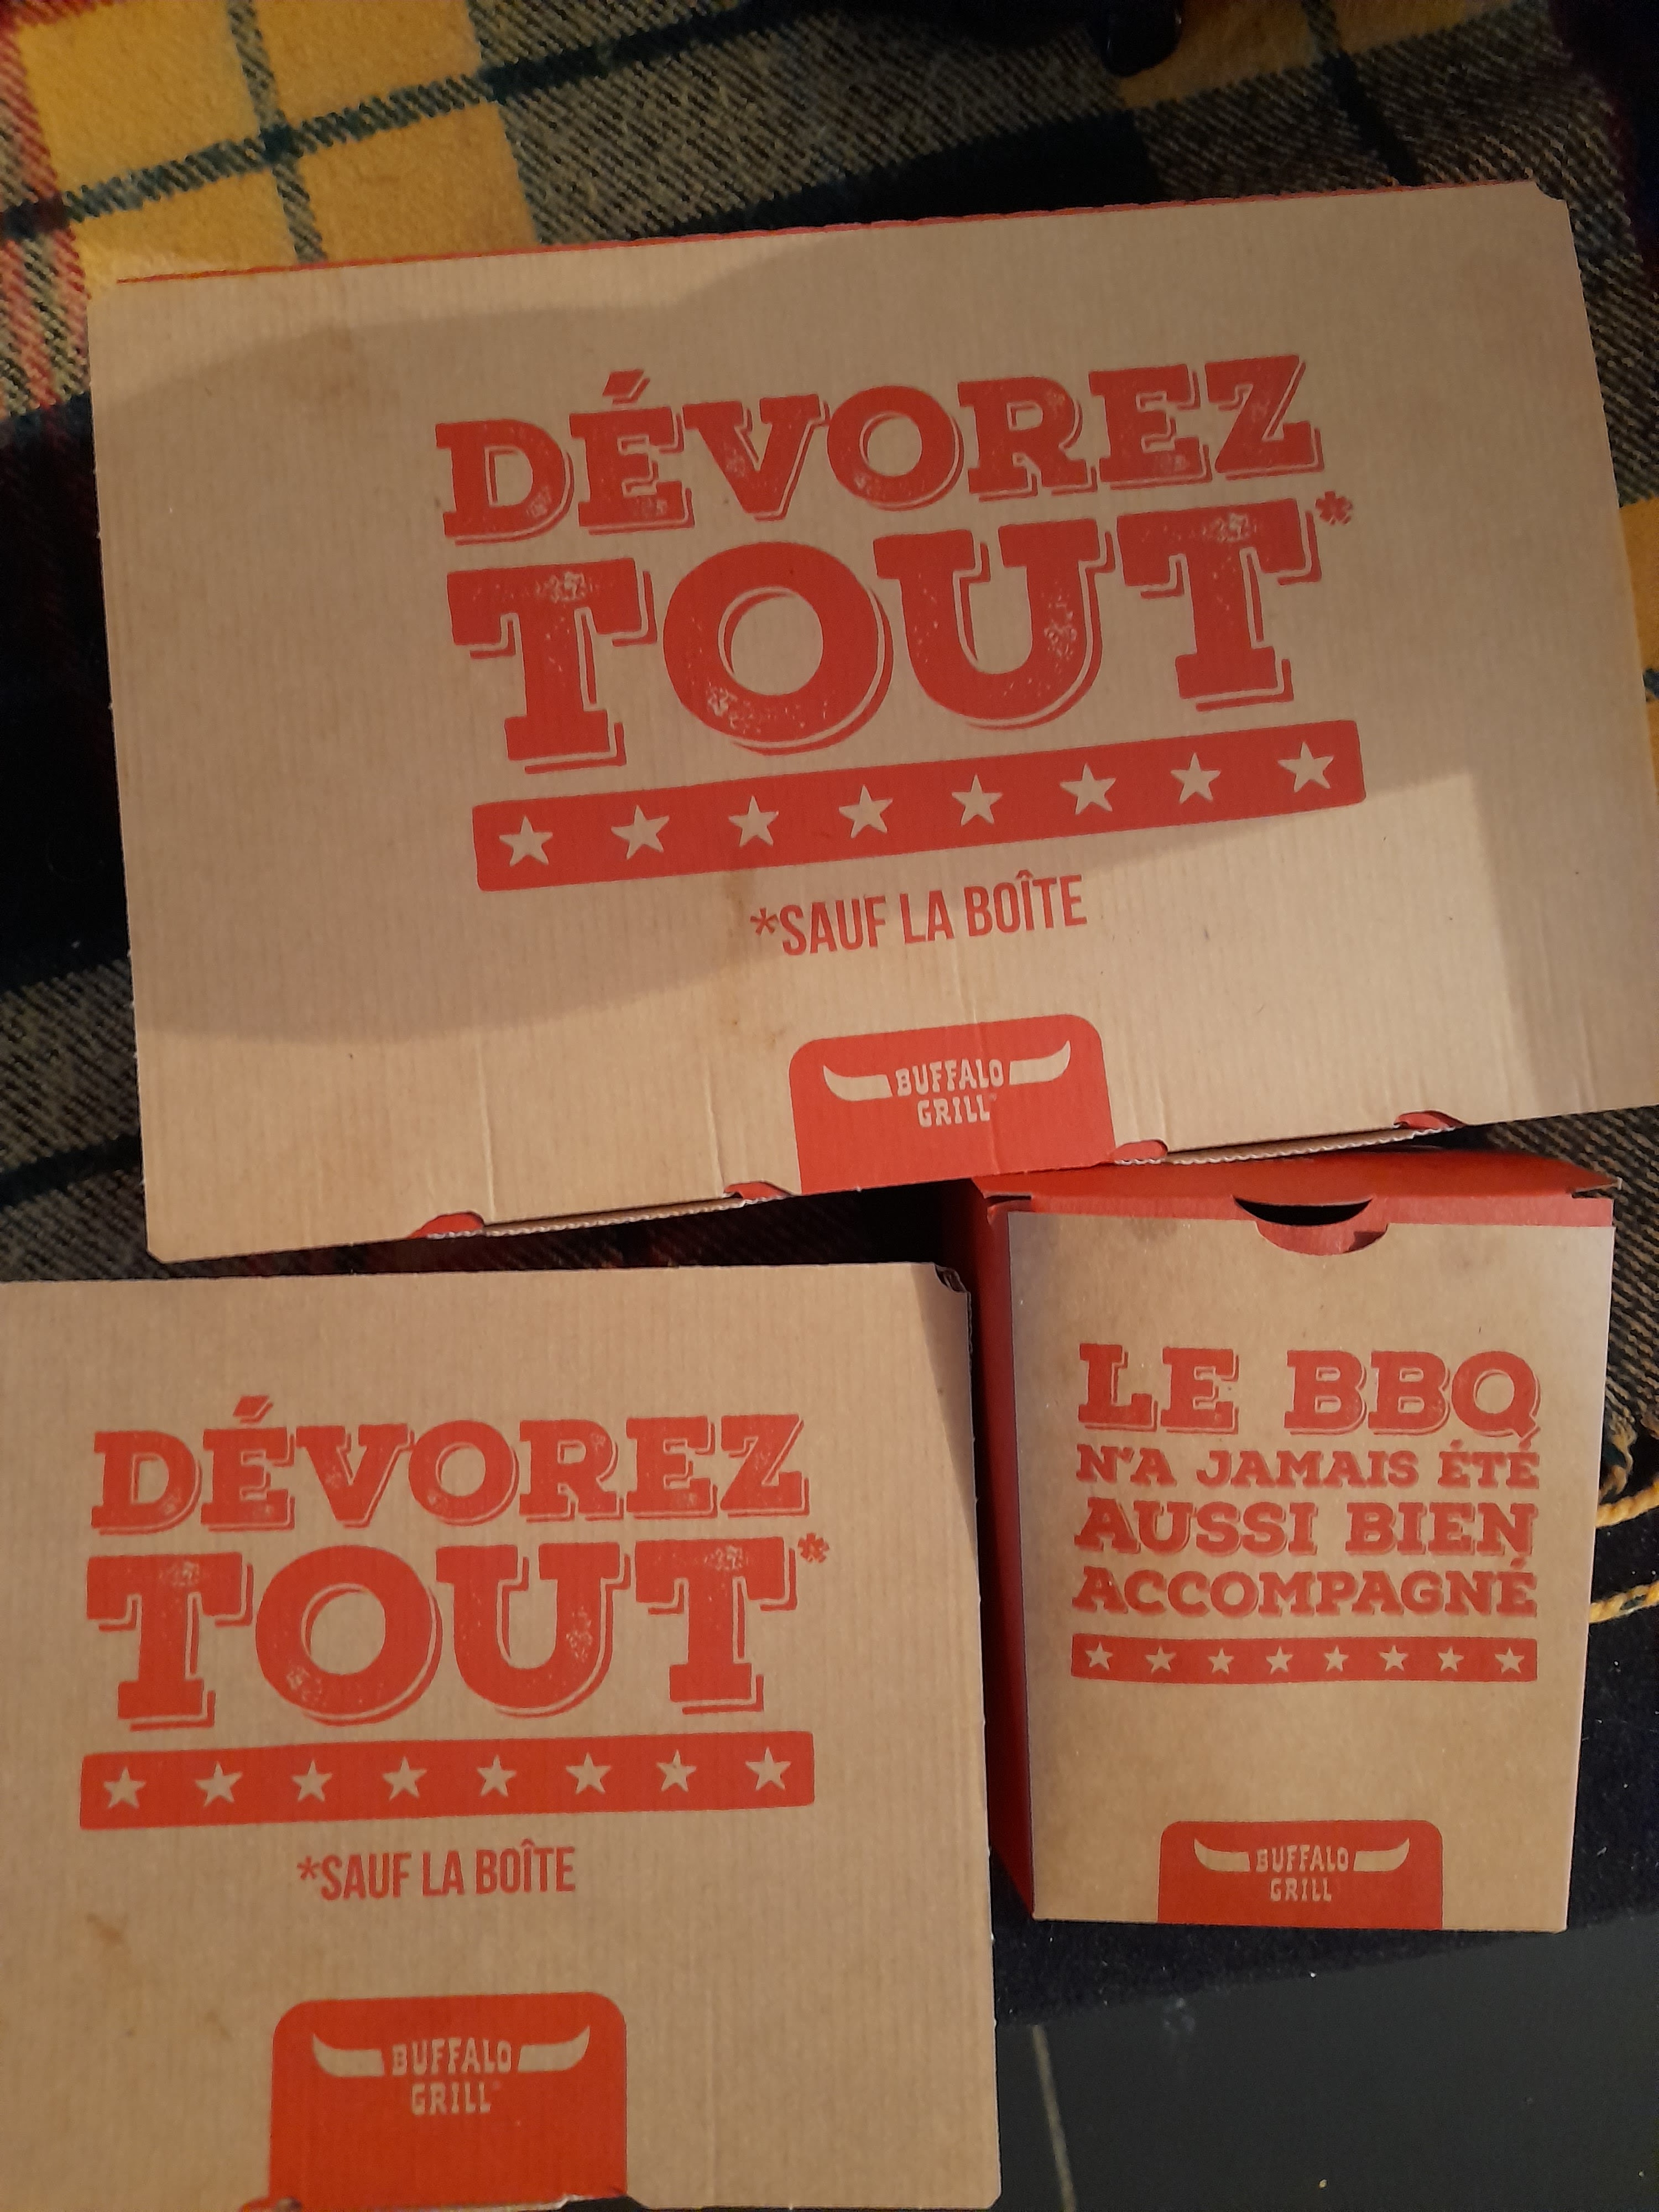 DÉVOREZ
TOUT*
*SAUF LA BOÎTE
BUFFALO
GRILL
DÉVOREZ
TOUT*
*SAUF LA BOÎTE
BUFFALO
GRILL
LE BBQ
N'A JAMAIS ÉTÉ
AUSSI BIEN
ACCOMPAGNÉ
BUFFALO
GRILL